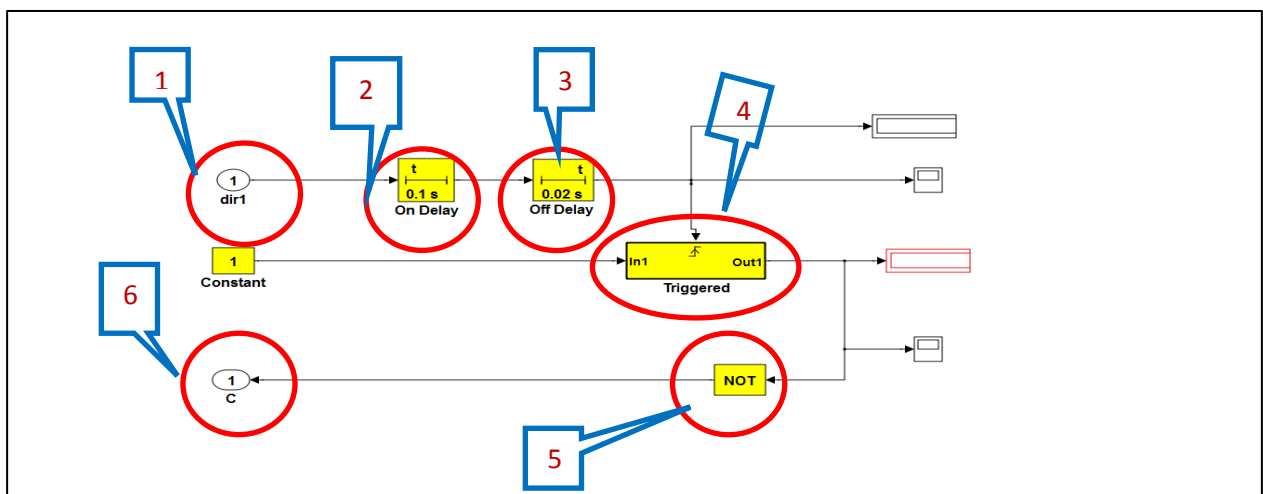 1
2
3
4
1
dir1
t
0.1 s
On Delay
t
0.02 s
Off Delay
1
Constant
In1
Out1
Triggered
6
1
C
NOT
5